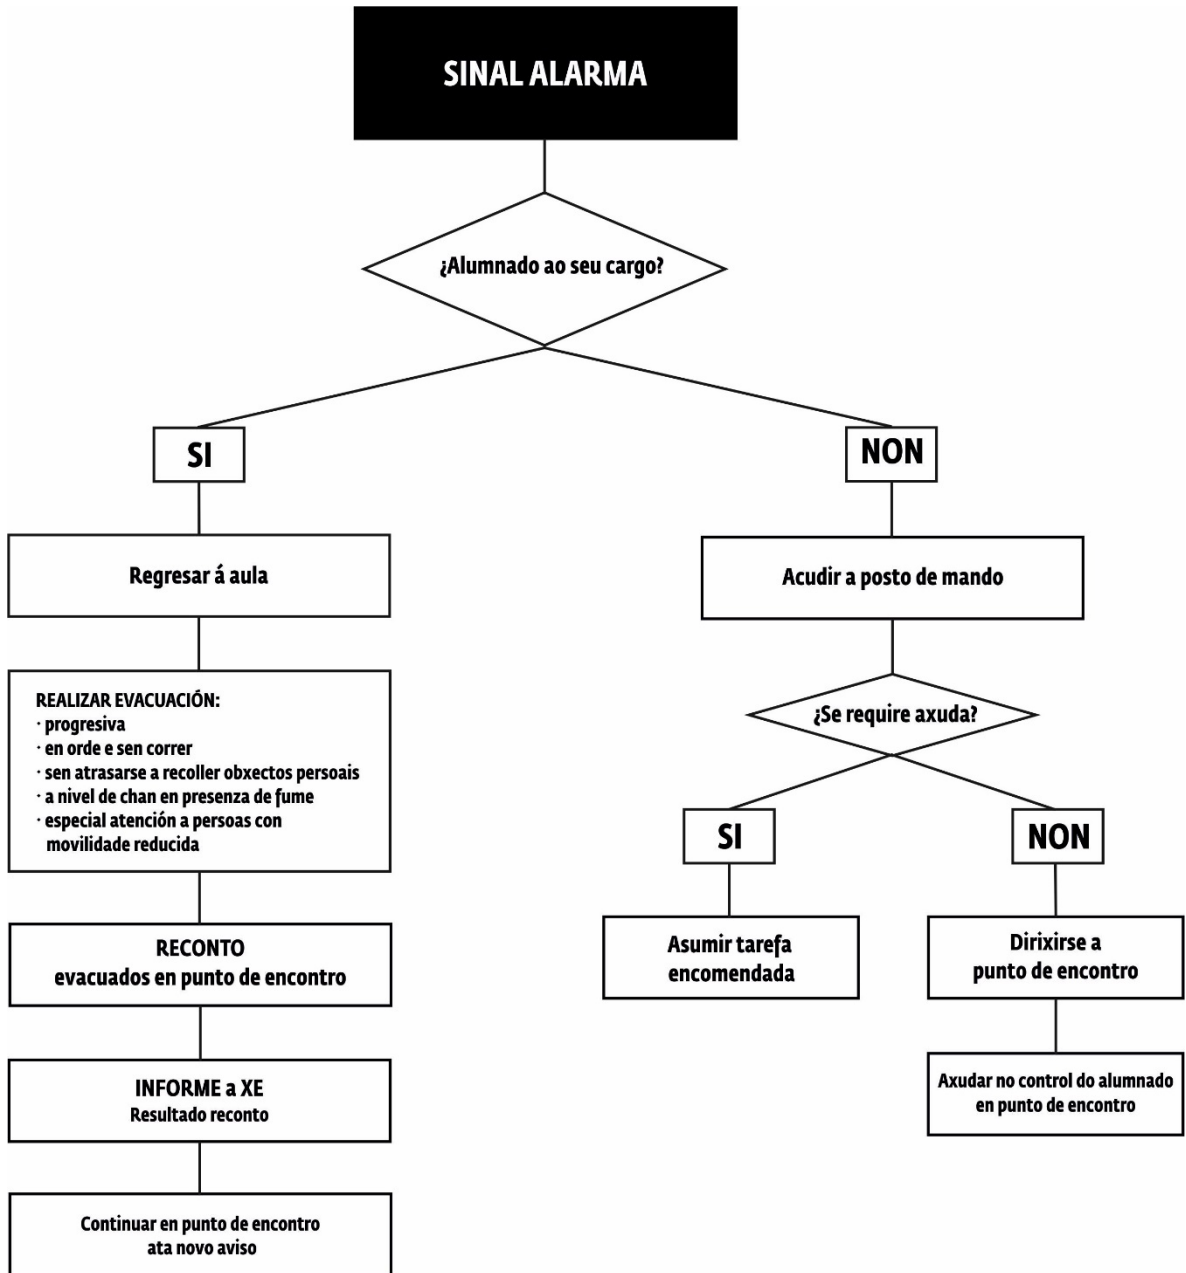 SINAL ALARMA
¿Alumnado ao seu cargo?
SI
NON
Regresar á aula
Acudir a posto de mando
REALIZAR EVACUACIÓN:
· progresiva
· en orde e sen correr
· sen atrasarse a recoller obxectos persoais
· a nivel de chan en presenza de fume
· especial atención a persoas con
movilidade reducida
¿Se require axuda?
SI
NON
RECONTO
evacuados en punto de encontro
Asumir tarefa
encomendada
Dirixirse a
punto de encontro
INFORME a XE
Resultado reconto
Axudar no control do alumnado
en punto de encontro
Continuar en punto de encontro
ata novo aviso